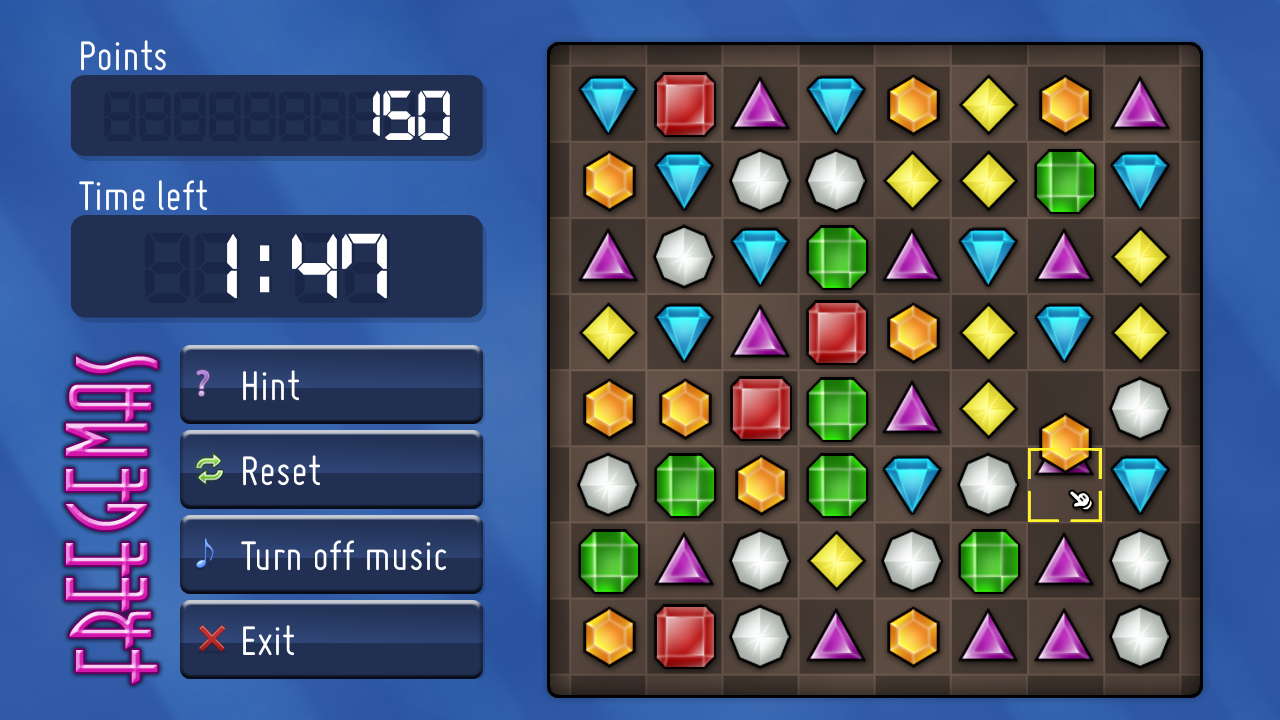 Points
150
Time left
1:47
FREE GEMAS
? Hint
Reset
Turn off music
Exit